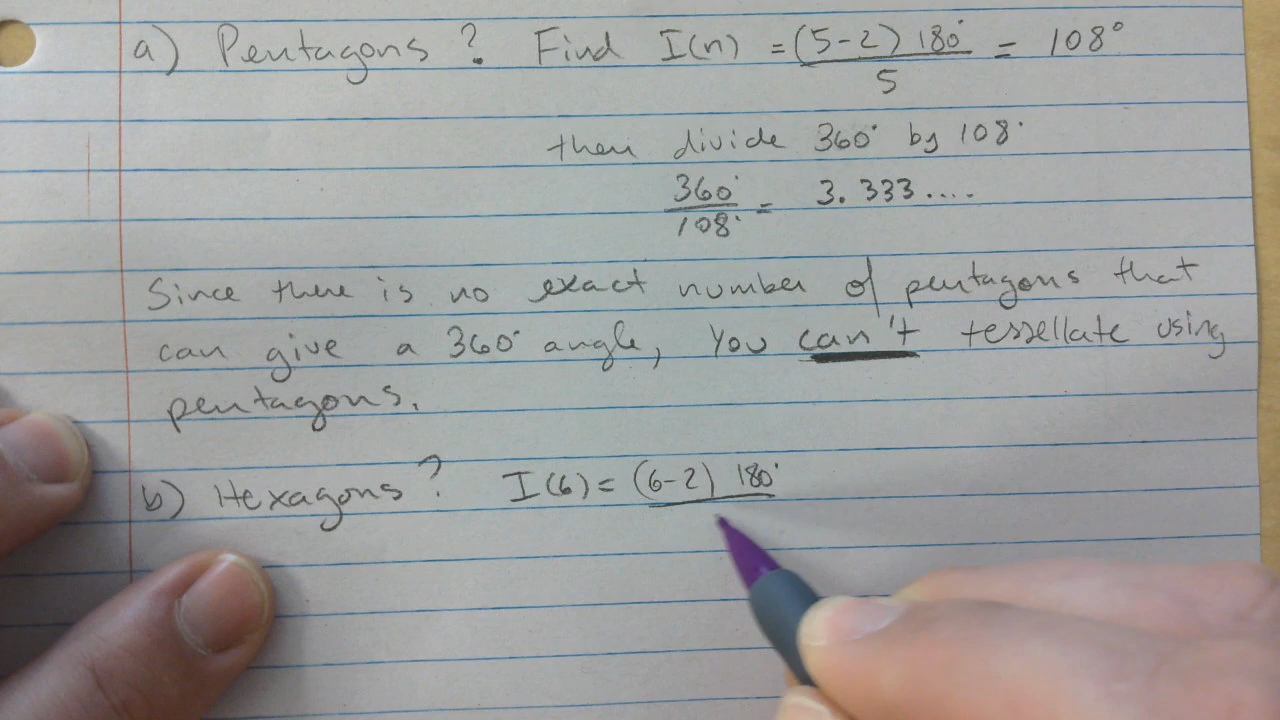 a) Pentagons? Find I(n) = (5-2) 180° / 5 = 108°
then divide 360° by 108°
360° / 108° = 3.333....
Since there is no exact number of pentagons that
can give a 360° angle, you can't tessellate using
pentagons.
b) Hexagons? I(6) = (6-2) 180°